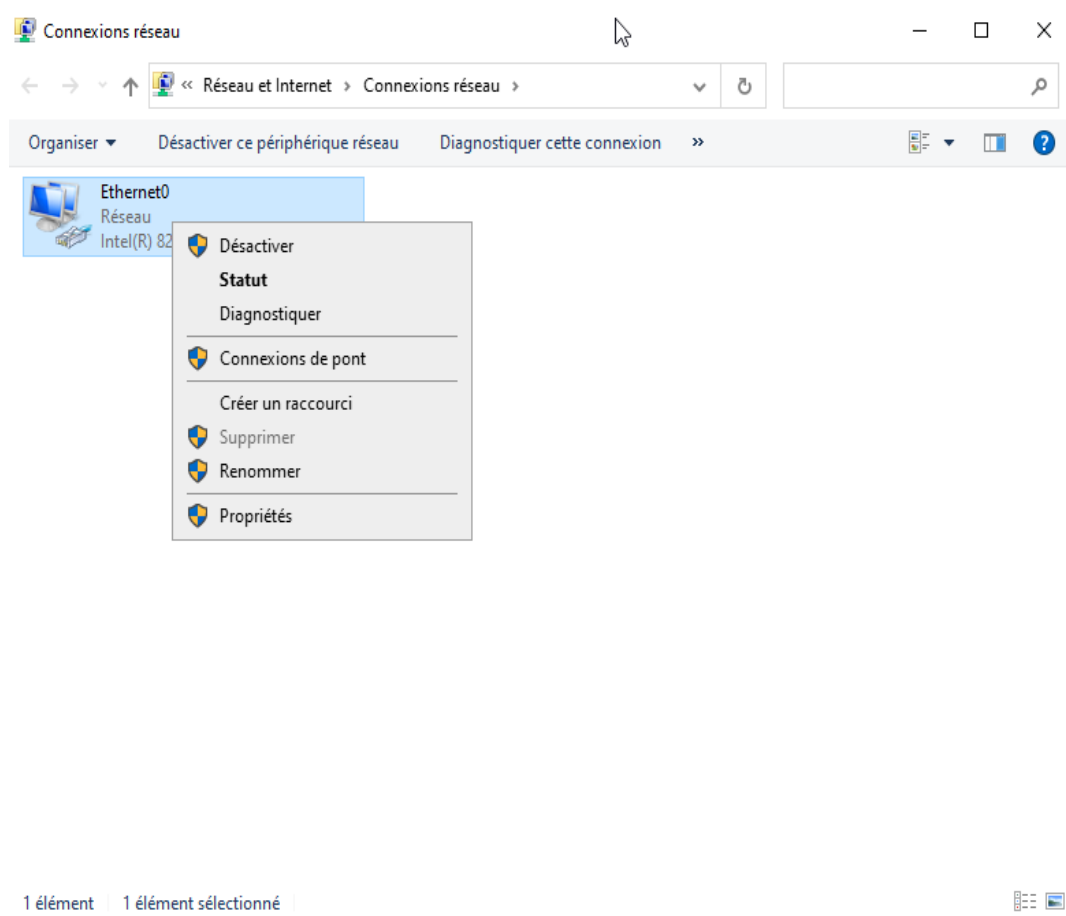 Connexions réseau
« Réseau et Internet > Connexions réseau >
Organiser Désactiver ce périphérique réseau Diagnostiquer cette connexion »
Ethernet0
Réseau
Intel(R) 82
Désactiver
Statut
Diagnostiquer
Connexions de pont
Créer un raccourci
Supprimer
Renommer
Propriétés
1 élément 1 élément sélectionné